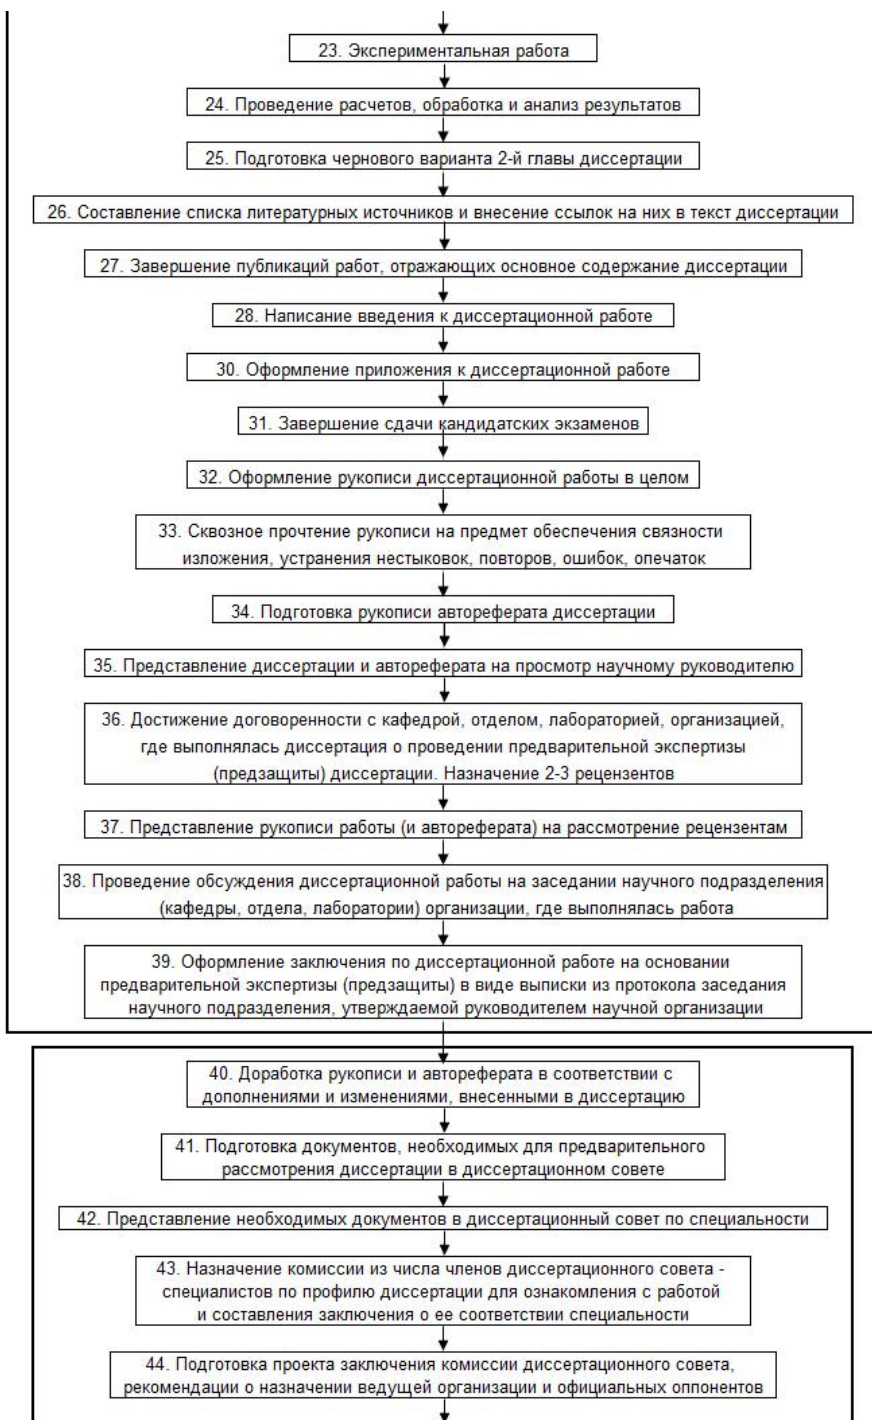 23. Экспериментальная работа
24. Проведение расчетов, обработка и анализ результатов
25. Подготовка чернового варианта 2-й главы диссертации
26. Составление списка литературных источников и внесение ссылок на них в текст диссертации
27. Завершение публикаций работ, отражающих основное содержание диссертации
28. Написание введения к диссертационной работе
30. Оформление приложения к диссертационной работе
31. Завершение сдачи кандидатских экзаменов
32. Оформление рукописи диссертационной работы в целом
33. Сквозное прочтение рукописи на предмет обеспечения связности
изложения, устранения нестыковок, повторов, ошибок, опечаток
34. Подготовка рукописи автореферата диссертации
35. Представление диссертации и автореферата на просмотр научному руководителю
36. Достижение договоренности с кафедрой, отделом, лабораторией, организацией,
где выполнялась диссертация о проведении предварительной экспертизы
(предзащиты) диссертации. Назначение 2-3 рецензентов
37. Представление рукописи работы (и автореферата) на рассмотрение рецензентам
38. Проведение обсуждения диссертационной работы на заседании научного подразделения
(кафедры, отдела, лаборатории) организации, где выполнялась работа
39. Оформление заключения по диссертационной работе на основании
предварительной экспертизы (предзащиты) в виде выписки из протокола заседания
научного подразделения, утверждаемой руководителем научной организации
40. Доработка рукописи и автореферата в соответствии с
дополнениями и изменениями, внесенными в диссертацию
41. Подготовка документов, необходимых для предварительного
рассмотрения диссертации в диссертационном совете
42. Представление необходимых документов в диссертационный совет по специальности
43. Назначение комиссии из числа членов диссертационного совета -
специалистов по профилю диссертации для ознакомления с работой
и составления заключения о ее соответствии специальности
44. Подготовка проекта заключения комиссии диссертационного совета,
рекомендации о назначении ведущей организации и официальных оппонентов